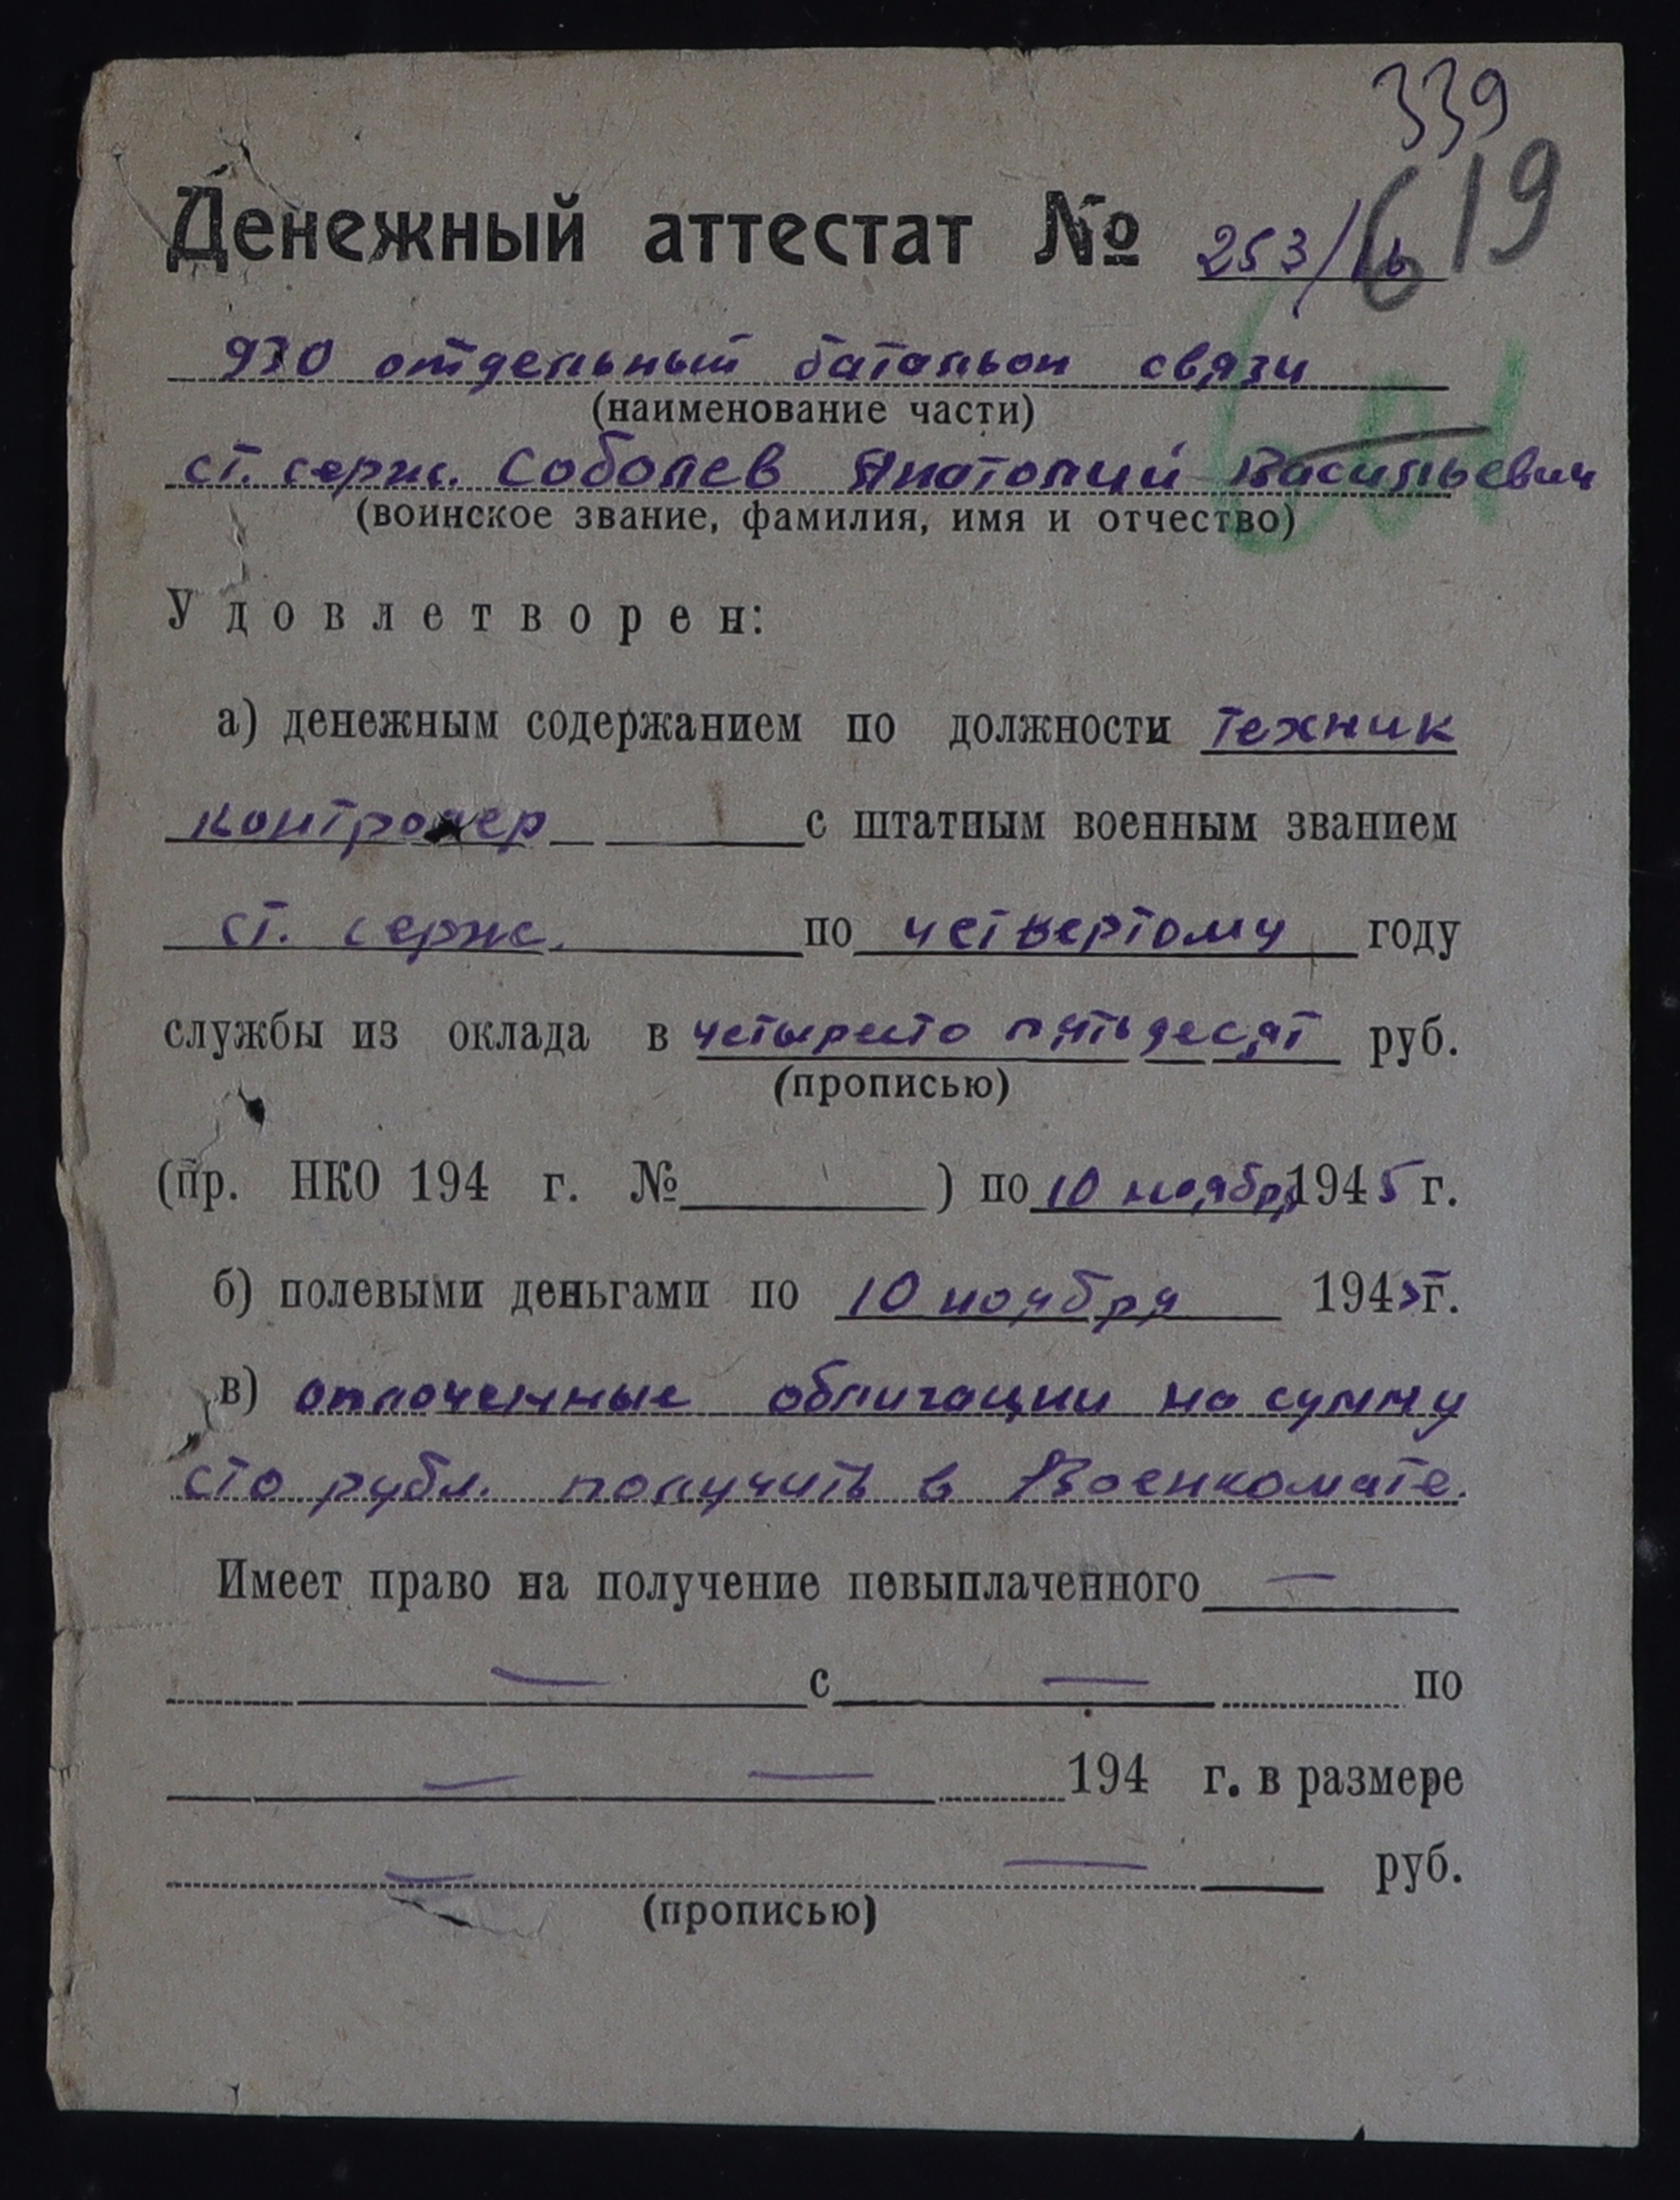 339
619
Денежный аттестат № 253/
601
930 отдельный батальон связи
(наименование части)
ст. серж. Соболев Анатолий Васильевич
(воинское звание, фамилия, имя и отчество)
Удовлетворен:
а) денежным содержанием по должности техник
контролер с штатным военным званием
ст. серж. по четвертому году
службы из оклада в четыресто пятьдесят руб.
(прописью)
(пр. НКО 194 г. № ) по 10 ноября 1945 г.
б) полевыми деньгами по 10 ноября 1945 г.
в) оплоченные облигации на сумму
сто рубл. получить в Военкомате.
Имеет право на получение невыплаченного —
— с — по
— — 194 г. в размере
— — руб.
(прописью)